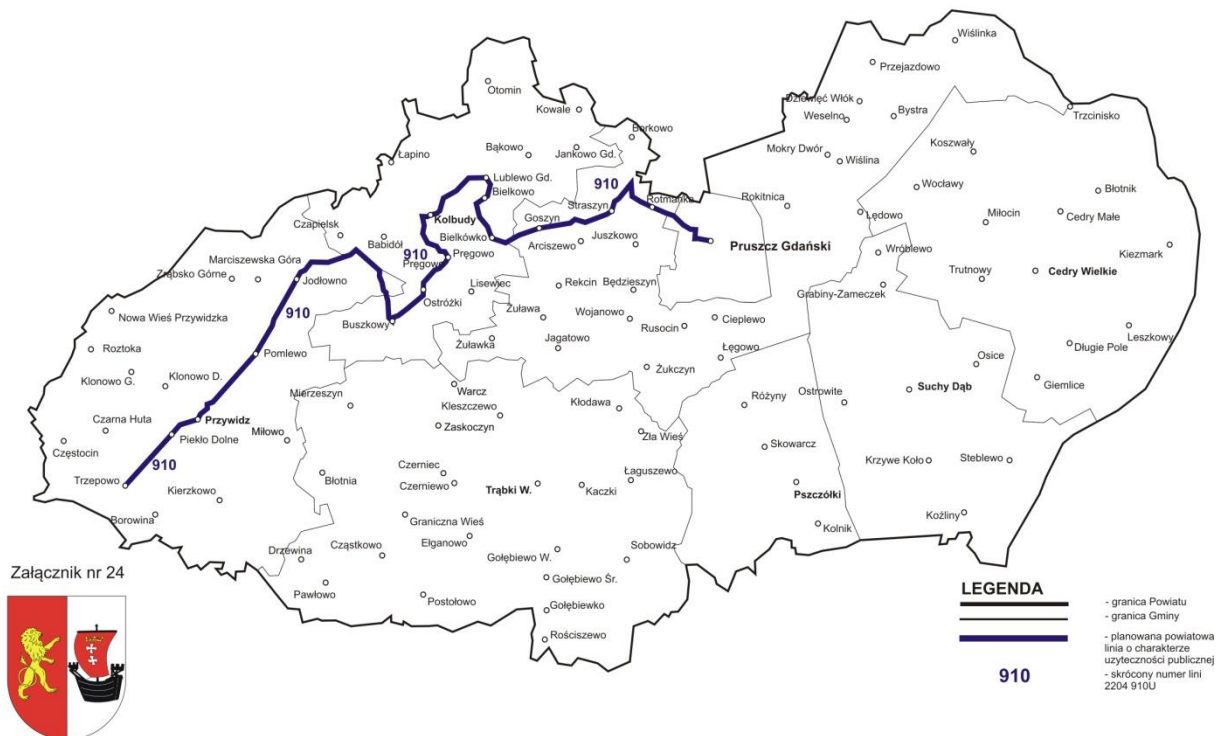 Wiślinka
Przejazdowo
Otomin
Dziewięć Włók
Kowale
Bystra
Trzcinisko
Weselno
Borkowo
Łapino
Bąkowo
Jankowo Gd.
Mokry Dwór
Wiślina
Koszwały
Lublewo Gd.
910
Bielkowo
Rotmanka
Rokitnica
Wocławy
Błotnik
Straszyn
Kolbudy
Goszyn
Lędowo
Miłocin
Cedry Małe
Czapielsk
Babidół
Bielkówko
Arciszewo
Juszkowo
Pruszcz Gdański
Wróblewo
Kiezmark
910
Pręgowo
Pręgowo
Marciszewska Góra
Zrębsko Górne
Jodłowno
Lisewiec
Rekcin
Będzieszyn
Trutnowy
Cedry Wielkie
Grabiny-Zameczek
Ostróżki
Nowa Wieś Przywidzka
Buszkowy
Żuława
Wojanowo
Rusocin
Cieplewo
910
Leszkowy
Roztoka
Pomlewo
Żuławka
Jagatowo
Łęgowo
Długie Pole
Klonowo G.
Klonowo D.
Żukczyn
Osice
Giemlice
Mierzeszyn
Warcz
Kleszczewo
Kłodawa
Różyny
Ostrowite
Suchy Dąb
Czarna Huta
Przywidz
Zaskoczyn
Zła Wieś
Częstocin
Piekło Dolne
Miłowo
Skowarcz
910
Trzepowo
Kierzkowo
Błotnia
Czerniec
Czerniewo
Trąbki W.
Kaczki
Łaguszewo
Krzywe Koło
Steblewo
Pszczółki
Borowina
Graniczna Wieś
Koźliny
Kolnik
Ełganowo
Drzewina
Cząstkowo
Gołębiewo W.
Sobowidz
Gołębiewo Śr.
Pawłowo
Postołowo
Gołębiewko
Rościszewo
Załącznik nr 24
LEGENDA
- granica Powiatu
- granica Gminy
- planowana powiatowa
linia o charakterze
uzyteczności publicznej
910
- skrócony numer lini
2204 910U